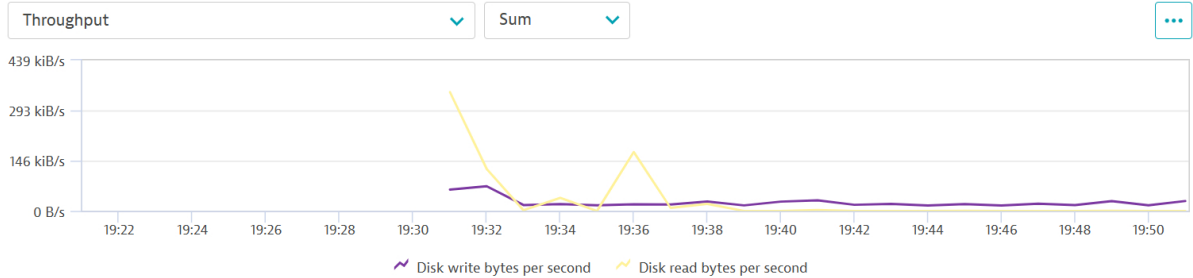 Throughput Sum
439 kiB/s
293 kiB/s
146 kiB/s
0 B/s
19:22 19:24 19:26 19:28 19:30 19:32 19:34 19:36 19:38 19:40 19:42 19:44 19:46 19:48 19:50
Disk write bytes per second Disk read bytes per second